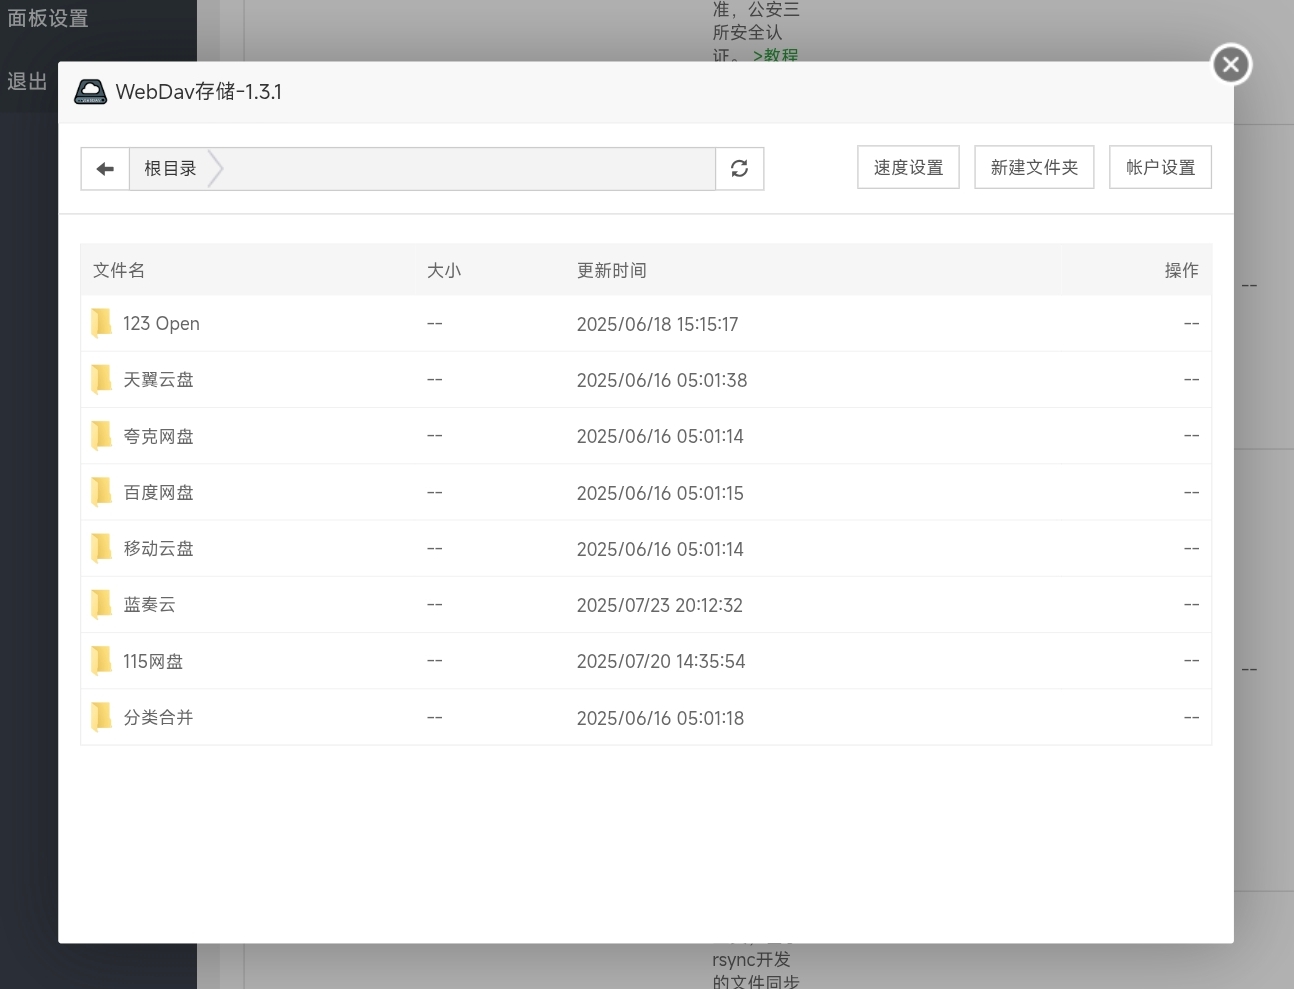 面板设置
退出
准，公安三
所安全认
证。 >教程
WebDav存储-1.3.1
根目录
速度设置 新建文件夹 帐户设置
文件名 大小 更新时间 操作
123 Open -- 2025/06/18 15:15:17 --
天翼云盘 -- 2025/06/16 05:01:38 --
夸克网盘 -- 2025/06/16 05:01:14 --
百度网盘 -- 2025/06/16 05:01:15 --
移动云盘 -- 2025/06/16 05:01:14 --
蓝奏云 -- 2025/07/23 20:12:32 --
115网盘 -- 2025/07/20 14:35:54 --
分类合并 -- 2025/06/16 05:01:18 --
--
--
rsync开发
的文件同步